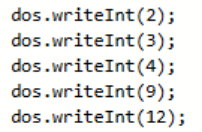 dos.writeInt(2);
dos.writeInt(3);
dos.writeInt(4);
dos.writeInt(9);
dos.writeInt(12);